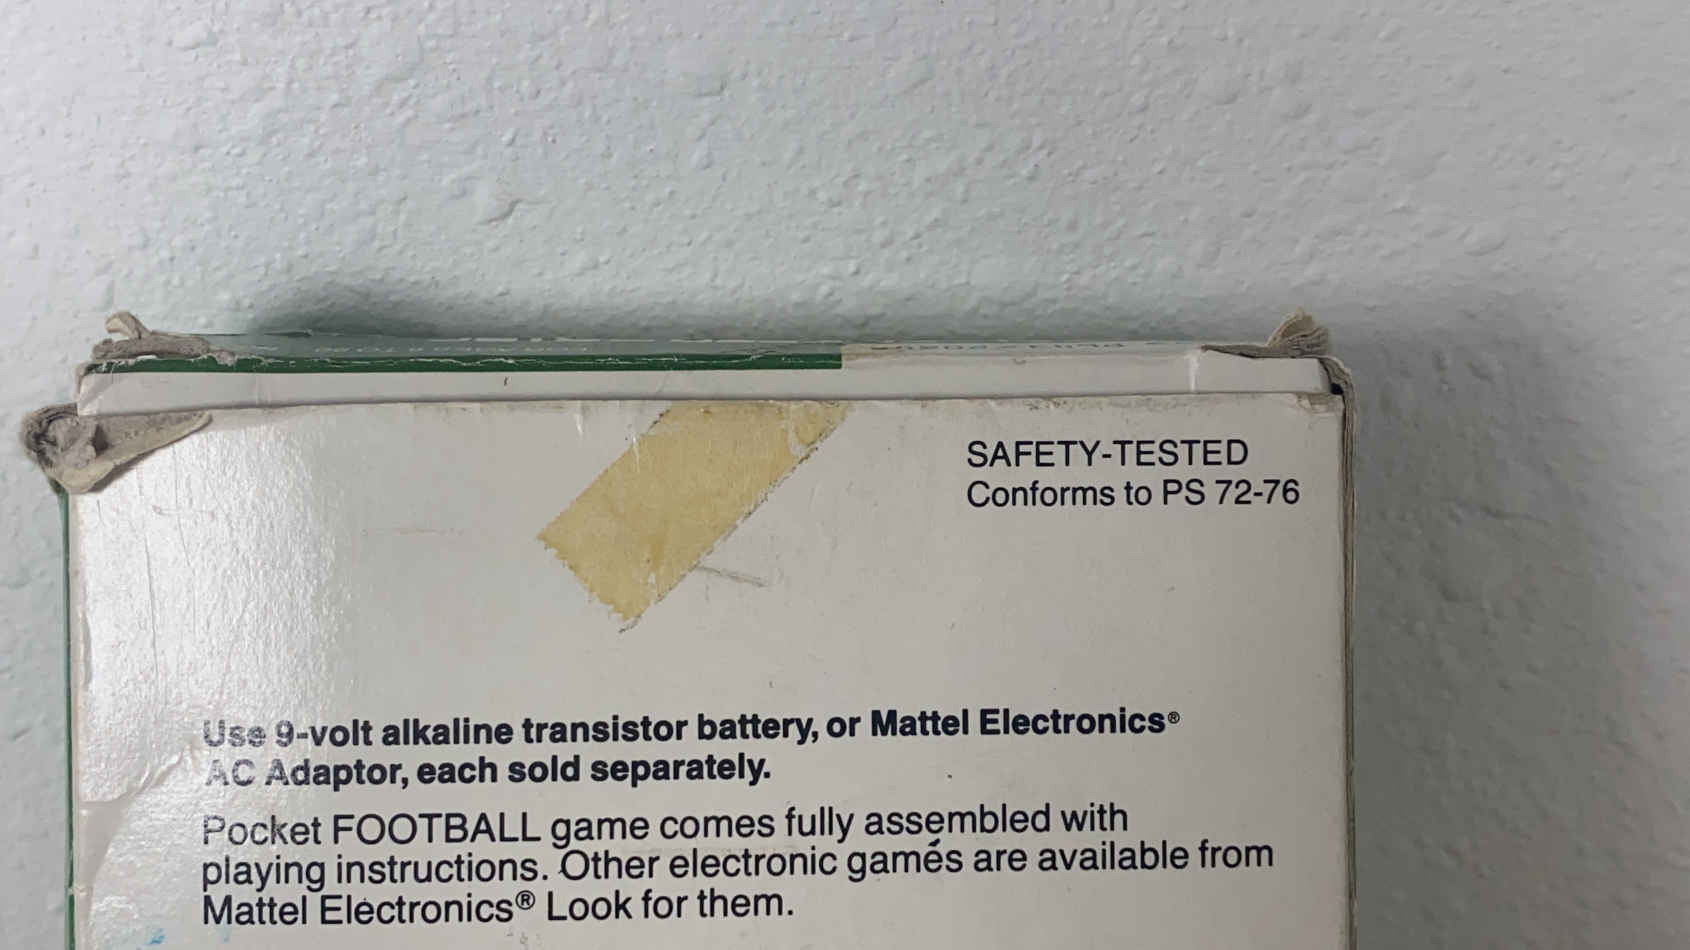 SAFETY-TESTED
Conforms to PS 72-76
Use 9-volt alkaline transistor battery, or Mattel Electronics®
AC Adaptor, each sold separately.
Pocket FOOTBALL game comes fully assembled with
playing instructions. Other electronic games are available from
Mattel Electronics® Look for them.